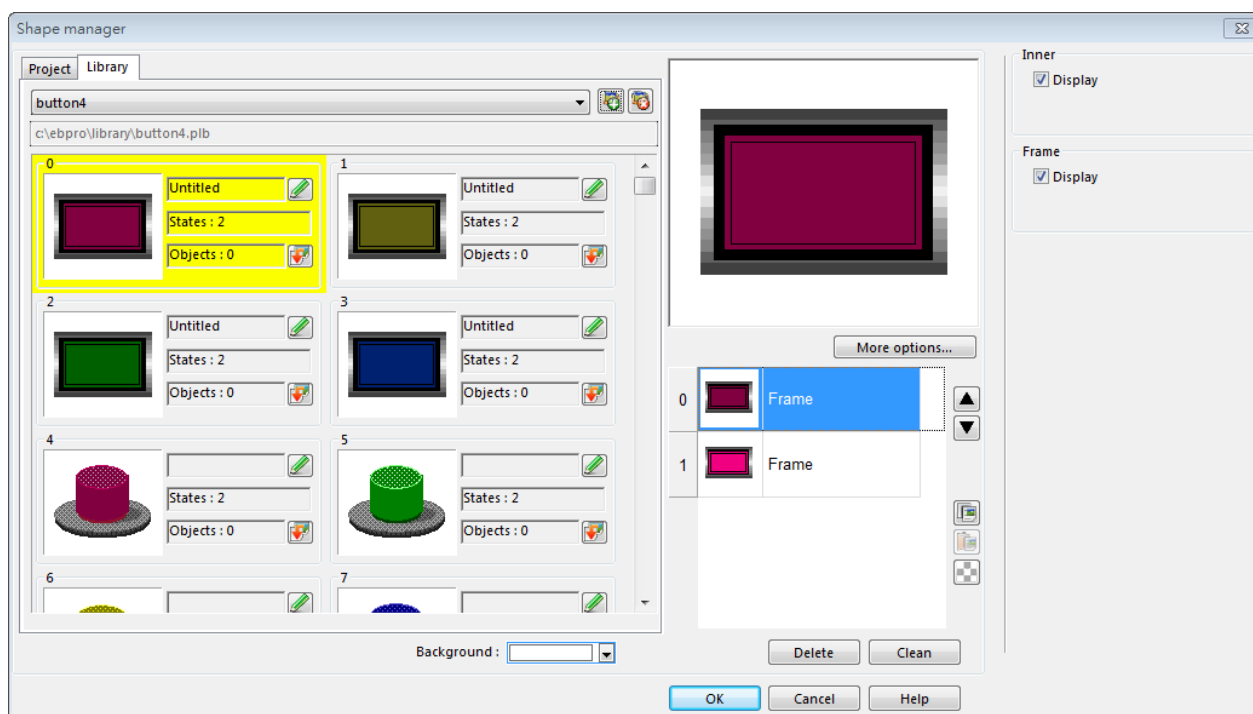 Shape manager
Project
Library
button4
c:\ebpro\library\button4.plb
0
Untitled
States : 2
Objects : 0
1
Untitled
States : 2
Objects : 0
2
Untitled
States : 2
Objects : 0
3
Untitled
States : 2
Objects : 0
4
States : 2
Objects : 0
5
States : 2
Objects : 0
6
7
Background :
More options...
0 Frame
1 Frame
Delete
Clean
OK
Cancel
Help
Inner
Display
Frame
Display